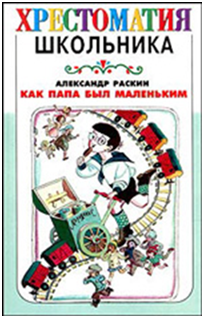 ХРЕСТОМАТИЯ
ШКОЛЬНИКА
АЛЕКСАНДР РАСКИН
КАК ПАПА БЫЛ МАЛЕНЬКИМ